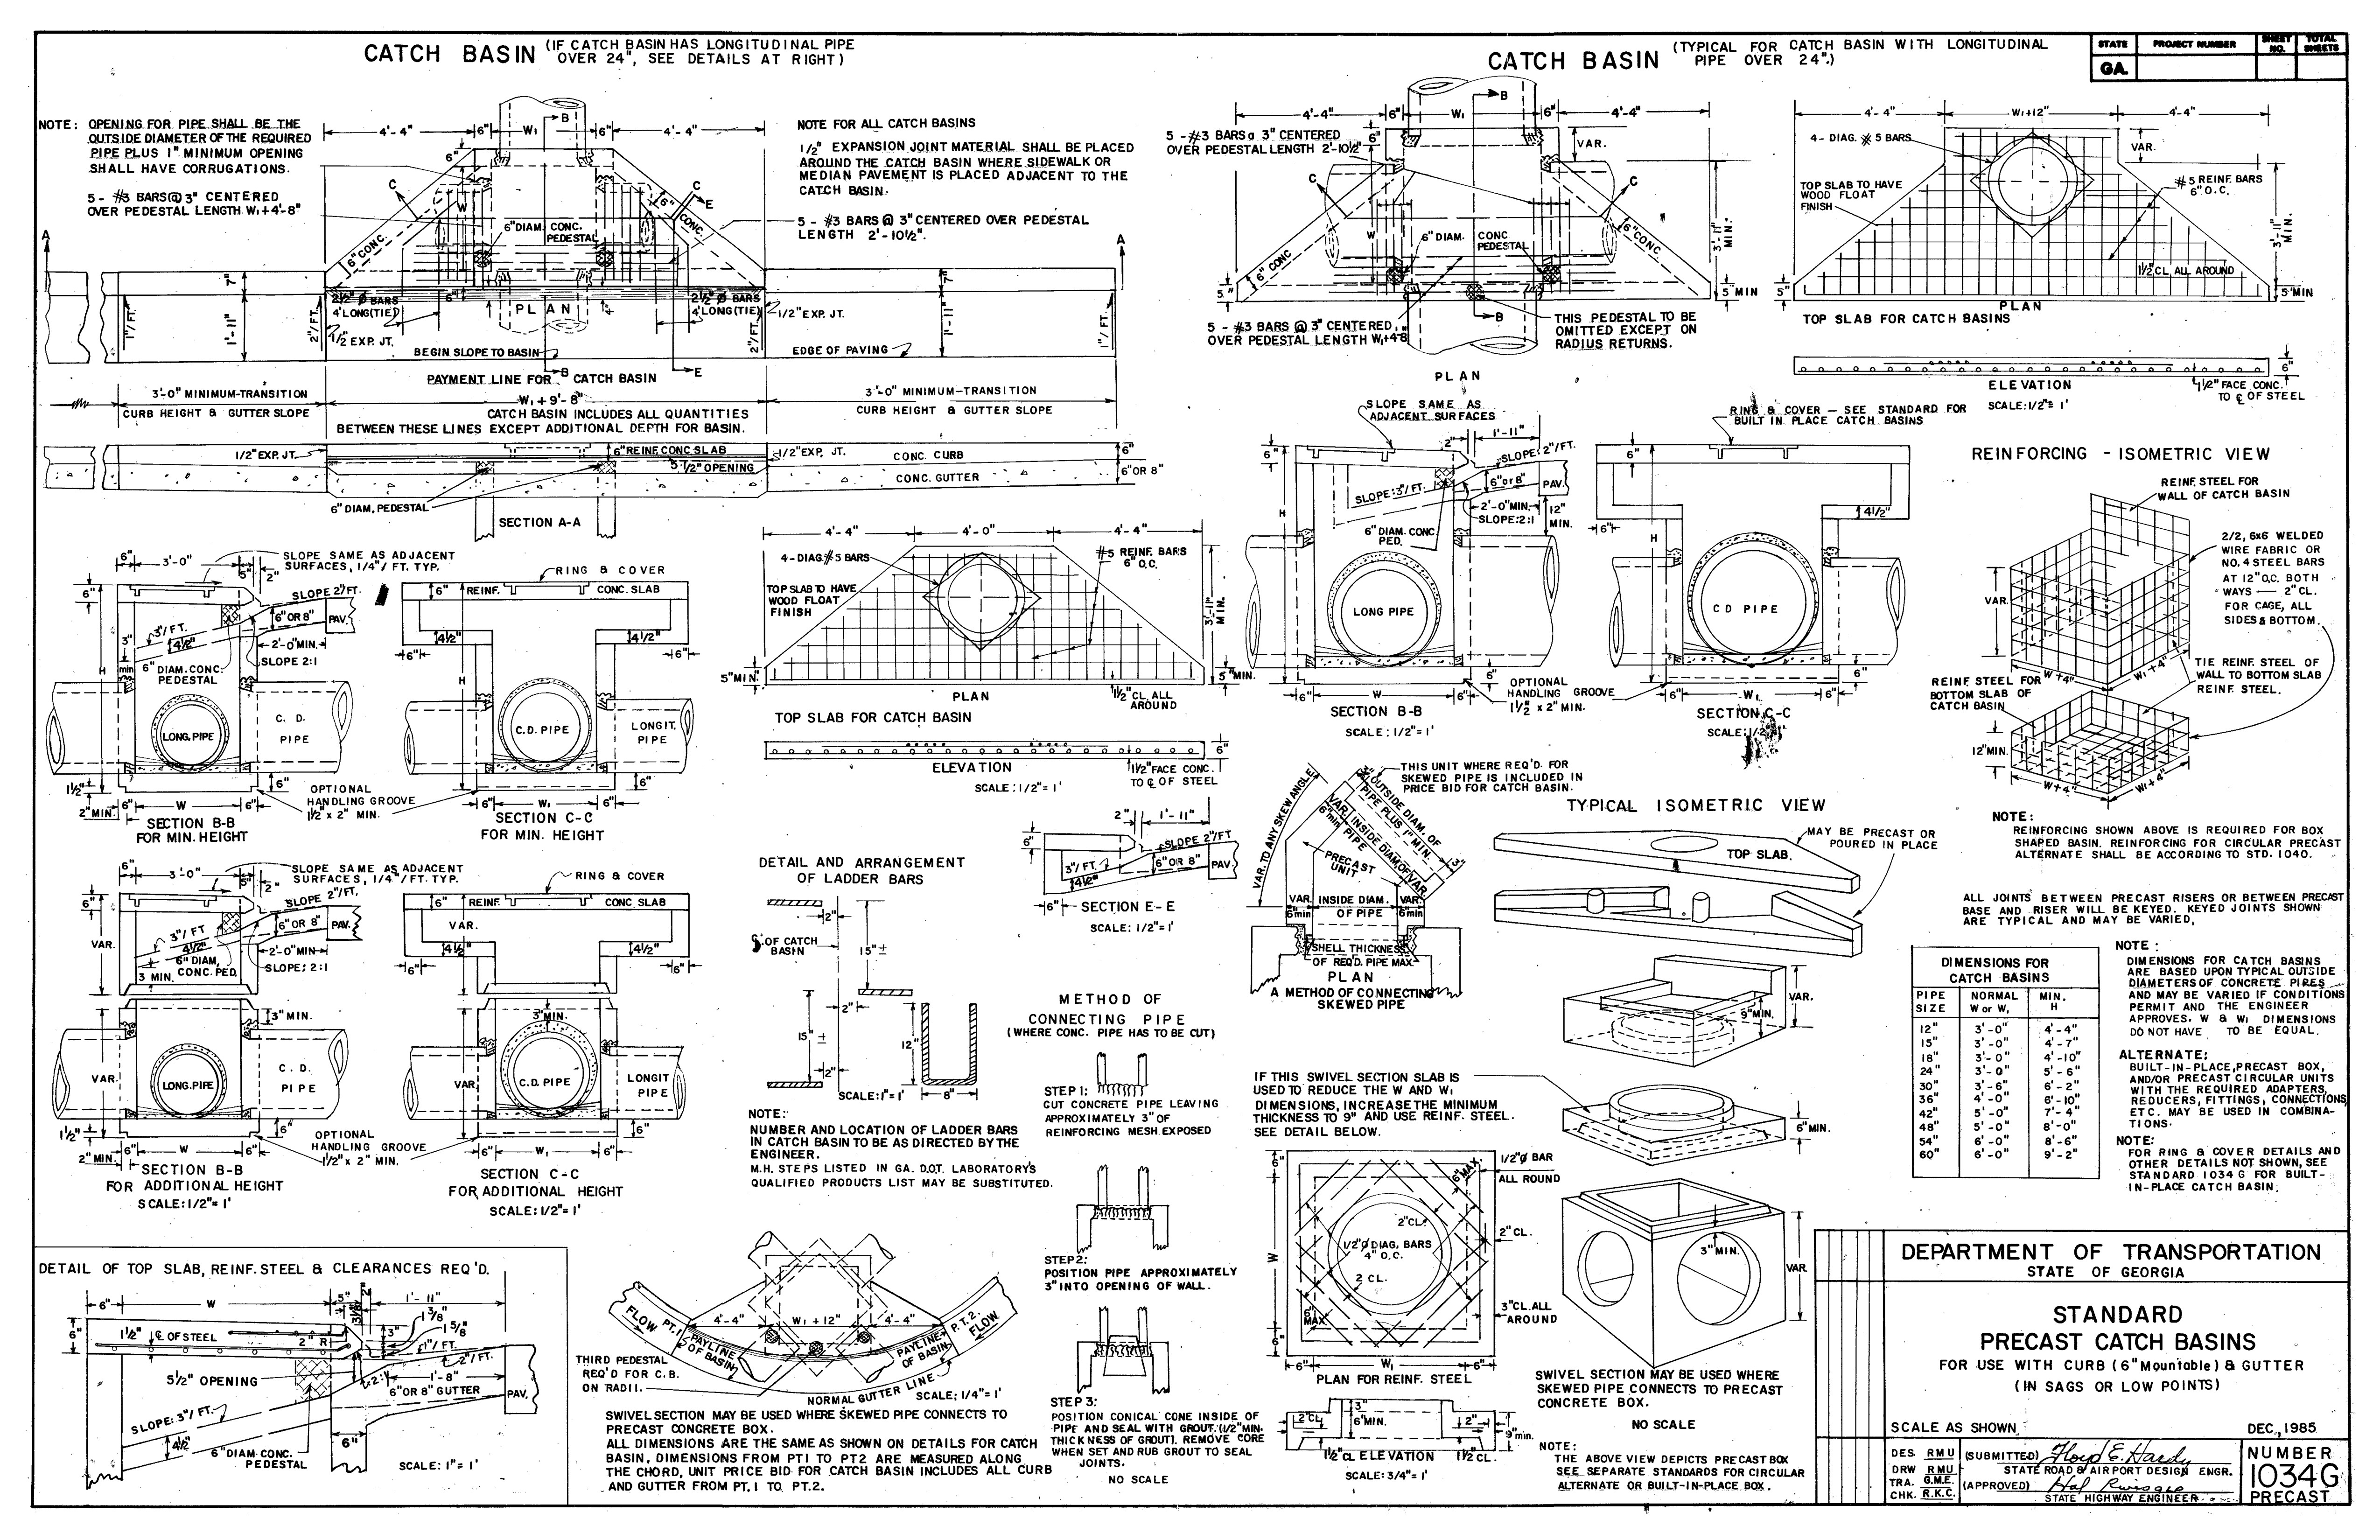 CATCH BASIN (IF CATCH BASIN HAS LONGITUDINAL PIPE
OVER 24", SEE DETAILS AT RIGHT)
NOTE: OPENING FOR PIPE SHALL BE THE
OUTSIDE DIAMETER OF THE REQUIRED
PIPE PLUS 1" MINIMUM OPENING
SHALL HAVE CORRUGATIONS.
5 - #3 BARS @ 3" CENTERED
OVER PEDESTAL LENGTH W1+4'-8"
4'-4" 6" W1 6" 4'-4"
B
NOTE FOR ALL CATCH BASINS
1/2" EXPANSION JOINT MATERIAL SHALL BE PLACED
AROUND THE CATCH BASIN WHERE SIDEWALK OR
MEDIAN PAVEMENT IS PLACED ADJACENT TO THE
CATCH BASIN.
5 - #3 BARS @ 3" CENTERED OVER PEDESTAL
LENGTH 2'-10 1/2".
6"
C C
E
W
6" CONC.
6" CONC.
6" DIAM. CONC.
PEDESTAL
A A
7" 7"
2 1/2" Ø BARS
4' LONG (TIE)
6"
PLAN
2 1/2" Ø BARS
4' LONG (TIE)
1/2" EXP. JT.
1/2" EXP. JT.
1"/FT. 1'-11" 2"/FT. 2"/FT. 1'-11" 1"/FT.
BEGIN SLOPE TO BASIN
EDGE OF PAVING
B E
PAYMENT LINE FOR CATCH BASIN
3'-0" MINIMUM-TRANSITION
CURB HEIGHT & GUTTER SLOPE
W1 + 9'-8"
CATCH BASIN INCLUDES ALL QUANTITIES
BETWEEN THESE LINES EXCEPT ADDITIONAL DEPTH FOR BASIN.
3'-0" MINIMUM-TRANSITION
CURB HEIGHT & GUTTER SLOPE
1/2" EXP. JT.
6" REINF. CONC. SLAB
5 1/2" OPENING
1/2" EXP. JT.
CONC. CURB
CONC. GUTTER
6"
6" OR 8"
6" DIAM. PEDESTAL
SECTION A-A
6" 3'-0" 5" 2"
SLOPE SAME AS ADJACENT
SURFACES, 1/4"/ FT. TYP.
SLOPE 2"/FT.
6"
6" OR 8"
PAV.
3"/FT.
4 1/2"
3"
min
2'-0" MIN.
SLOPE 2:1
6" DIAM. CONC.
PEDESTAL
H
LONG. PIPE
C. D.
PIPE
1 1/2"
2" MIN.
6" W 6"
6"
OPTIONAL
HANDLING GROOVE
1 1/2" x 2" MIN.
SECTION B-B
FOR MIN. HEIGHT
RING & COVER
6" REINF. CONC. SLAB
4 1/2" 4 1/2"
6" 6"
H
C.D. PIPE
LONGIT.
PIPE
6"
6" W1 6"
SECTION C-C
FOR MIN. HEIGHT
6" 3'-0" 5" 2"
SLOPE SAME AS ADJACENT
SURFACES, 1/4"/ FT. TYP.
SLOPE 2"/FT.
6"
VAR.
6" OR 8"
PAV.
3"/FT
4 1/2"
2'-0" MIN
6" DIAM.
CONC. PED.
SLOPE; 2:1
3 MIN.
3" MIN.
VAR.
LONG. PIPE
C. D.
PIPE
1 1/2"
2" MIN.
6" W 6"
6"
OPTIONAL
HANDLING GROOVE
1 1/2" x 2" MIN.
SECTION B-B
FOR ADDITIONAL HEIGHT
SCALE: 1/2"= 1'
RING & COVER
6" REINF. CONC SLAB
VAR.
4 1/2" 4 1/2"
6" 6"
3" MIN.
VAR.
C.D. PIPE
LONGIT
PIPE
6"
6" W1 6"
SECTION C-C
FOR ADDITIONAL HEIGHT
SCALE: 1/2"= 1'
4'-4" 4'-0" 4'-4"
4-DIAG. #5 BARS
#5 REINF. BARS
6" O.C.
TOP SLAB TO HAVE
WOOD FLOAT
FINISH
3'-11"
MIN.
5" MIN. 5" MIN.
PLAN
1 1/2" CL. ALL
AROUND
TOP SLAB FOR CATCH BASIN
6"
ELEVATION
1 1/2" FACE CONC.
TO ℄ OF STEEL
SCALE: 1/2"= 1'
DETAIL AND ARRANGEMENT
OF LADDER BARS
2"
℄ OF CATCH
BASIN
15" ±
2"
15" ±
12"
2"
8"
SCALE: 1"= 1'
NOTE:
NUMBER AND LOCATION OF LADDER BARS
IN CATCH BASIN TO BE AS DIRECTED BY THE
ENGINEER.
M.H. STEPS LISTED IN GA. D.O.T. LABORATORY'S
QUALIFIED PRODUCTS LIST MAY BE SUBSTITUTED.
2" 1'-11"
SLOPE 2"/FT
6"
3"/FT.
4 1/2"
6" OR 8"
PAV.
6"
SECTION E-E
SCALE: 1/2"= 1'
METHOD OF
CONNECTING PIPE
(WHERE CONC. PIPE HAS TO BE CUT)
STEP 1:
CUT CONCRETE PIPE LEAVING
APPROXIMATELY 3" OF
REINFORCING MESH EXPOSED
STEP 2:
POSITION PIPE APPROXIMATELY
3" INTO OPENING OF WALL.
STEP 3:
POSITION CONICAL CONE INSIDE OF
PIPE AND SEAL WITH GROUT. (1/2" MIN.
THICKNESS OF GROUT). REMOVE CORE
WHEN SET AND RUB GROUT TO SEAL
JOINTS.
NO SCALE
DETAIL OF TOP SLAB, REINF. STEEL & CLEARANCES REQ'D.
6" W 5" 2" 1'-11"
1 3/8"
1 5/8"
6"
1 1/2" ℄ OF STEEL
2" R
3"
1"/FT.
2"/FT.
5 1/2" OPENING
2:1
1'-8"
6" OR 8" GUTTER
PAV.
SLOPE: 3"/ FT.
4 1/2"
6" DIAM. CONC.
PEDESTAL
6"
SCALE: 1"= 1'
FLOW PT.1
PAYLINE
OF BASIN
4'-4" W1 + 12" 4'-4"
PAYLINE
OF BASIN
P.T.2.
FLOW
THIRD PEDESTAL
REQ'D FOR C.B.
ON RADII.
NORMAL GUTTER LINE
SCALE; 1/4"= 1'
SWIVEL SECTION MAY BE USED WHERE SKEWED PIPE CONNECTS TO
PRECAST CONCRETE BOX.
ALL DIMENSIONS ARE THE SAME AS SHOWN ON DETAILS FOR CATCH
BASIN. DIMENSIONS FROM PT1 TO PT2 ARE MEASURED ALONG
THE CHORD, UNIT PRICE BID FOR CATCH BASIN INCLUDES ALL CURB
AND GUTTER FROM PT. 1 TO PT.2.
CATCH BASIN (TYPICAL FOR CATCH BASIN WITH LONGITUDINAL
PIPE OVER 24".)
4'-4" 6" W1 6" 4'-4"
B
5 - #3 BARS @ 3" CENTERED
OVER PEDESTAL LENGTH 2'-10 1/2"
6"
VAR.
C C
W
6" DIAM. CONC
PEDESTAL
6" CONC.
6" CONC.
3'-11"
MIN.
5" 5" MIN
B
5 - #3 BARS @ 3" CENTERED
OVER PEDESTAL LENGTH W1+4'8
THIS PEDESTAL TO BE
OMITTED EXCEPT ON
RADIUS RETURNS.
PLAN
4'-4" W1+12" 4'-4"
4 - DIAG. # 5 BARS
VAR.
TOP SLAB TO HAVE
WOOD FLOAT
FINISH
#5 REINF. BARS
6" O.C.
3'-11"
MIN.
1 1/2" CL. ALL AROUND
5" 5" MIN
PLAN
TOP SLAB FOR CATCH BASINS
6"
ELEVATION
SCALE: 1/2"= 1'
1 1/2" FACE CONC.
TO ℄ OF STEEL
SLOPE SAME AS
ADJACENT SURFACES
2" 1'-11"
SLOPE: 2"/FT.
6"
SLOPE: 3"/FT.
6" or 8"
PAV.
2'-0" MIN.
SLOPE: 2:1
12"
MIN.
6" DIAM. CONC
PED.
H
LONG PIPE
6"
6" W 6"
OPTIONAL
HANDLING GROOVE
1 1/2" x 2" MIN.
SECTION B-B
SCALE: 1/2"= 1'
RING & COVER — SEE STANDARD FOR
BUILT IN PLACE CATCH BASINS
6"
4 1/2"
6"
H
C D PIPE
6"
6" W1 6"
SECTION C-C
SCALE: 1/2"
REINFORCING - ISOMETRIC VIEW
REINF. STEEL FOR
WALL OF CATCH BASIN
2/2, 6x6 WELDED
WIRE FABRIC OR
NO. 4 STEEL BARS
AT 12" O.C. BOTH
WAYS — 2" CL.
FOR CAGE, ALL
SIDES & BOTTOM.
VAR.
W + 4" W1 + 4"
TIE REINF. STEEL OF
WALL TO BOTTOM SLAB
REINF. STEEL.
REINF. STEEL FOR
BOTTOM SLAB OF
CATCH BASIN
12" MIN.
W + 4" W1 + 4"
NOTE:
REINFORCING SHOWN ABOVE IS REQUIRED FOR BOX
SHAPED BASIN. REINFORCING FOR CIRCULAR PRECAST
ALTERNATE SHALL BE ACCORDING TO STD. 1040.
ALL JOINTS BETWEEN PRECAST RISERS OR BETWEEN PRECAST
BASE AND RISER WILL BE KEYED. KEYED JOINTS SHOWN
ARE TYPICAL AND MAY BE VARIED,
THIS UNIT WHERE REQ'D. FOR
SKEWED PIPE IS INCLUDED IN
PRICE BID FOR CATCH BASIN.
VAR. TO ANY SKEW ANGLE
3" OUTSIDE DIAM. OF
PIPE PLUS 1" MIN. 3"
VAR. INSIDE DIAM. OF VAR.
6" min PIPE
PRECAST
UNIT
VAR. INSIDE DIAM. VAR.
6" min OF PIPE 6" min
SHELL THICKNESS
OF REQ'D. PIPE MAX.
PLAN
A METHOD OF CONNECTING
SKEWED PIPE
TYPICAL ISOMETRIC VIEW
MAY BE PRECAST OR
POURED IN PLACE
TOP SLAB.
VAR.
9" MIN.
IF THIS SWIVEL SECTION SLAB IS
USED TO REDUCE THE W AND W1
DIMENSIONS, INCREASE THE MINIMUM
THICKNESS TO 9" AND USE REINF. STEEL.
SEE DETAIL BELOW.
6" MIN.
6"
6" MAX.
1/2" Ø BAR
ALL ROUND
2" CL.
2" CL.
W
1/2" Ø DIAG. BARS
4" O.C.
2 CL.
6"
MAX
3" CL. ALL
AROUND
6"
6" W1 6"
PLAN FOR REINF. STEEL
2" CL 3" 6" MIN. 2" 9" min.
1 1/2" CL ELEVATION 1 1/2" CL.
SCALE: 3/4"= 1'
3" MIN.
VAR.
SWIVEL SECTION MAY BE USED WHERE
SKEWED PIPE CONNECTS TO PRECAST
CONCRETE BOX.
NO SCALE
NOTE:
THE ABOVE VIEW DEPICTS PRECAST BOX
SEE SEPARATE STANDARDS FOR CIRCULAR
ALTERNATE OR BUILT-IN-PLACE BOX.
DIMENSIONS FOR
CATCH BASINS
PIPE SIZE NORMAL W or W1 MIN. H
12" 3'-0" 4'-4"
15" 3'-0" 4'-7"
18" 3'-0" 4'-10"
24" 3'-0" 5'-6"
30" 3'-6" 6'-2"
36" 4'-0" 6'-10"
42" 5'-0" 7'-4"
48" 5'-0" 8'-0"
54" 6'-0" 8'-6"
60" 6'-0" 9'-2"
NOTE:
DIMENSIONS FOR CATCH BASINS
ARE BASED UPON TYPICAL OUTSIDE
DIAMETERS OF CONCRETE PIPES
AND MAY BE VARIED IF CONDITIONS
PERMIT AND THE ENGINEER
APPROVES. W & W1 DIMENSIONS
DO NOT HAVE TO BE EQUAL.
ALTERNATE:
BUILT-IN-PLACE, PRECAST BOX,
AND/OR PRECAST CIRCULAR UNITS
WITH THE REQUIRED ADAPTERS,
REDUCERS, FITTINGS, CONNECTIONS,
ETC. MAY BE USED IN COMBINA-
TIONS.
NOTE:
FOR RING & COVER DETAILS AND
OTHER DETAILS NOT SHOWN, SEE
STANDARD 1034 G FOR BUILT-
IN-PLACE CATCH BASIN.
STATE PROJECT NUMBER SHEET NO. TOTAL SHEETS
GA.
DEPARTMENT OF TRANSPORTATION
STATE OF GEORGIA
STANDARD
PRECAST CATCH BASINS
FOR USE WITH CURB (6" Mountable) & GUTTER
(IN SAGS OR LOW POINTS)
SCALE AS SHOWN DEC., 1985
DES. R M U
DRW R.M.U
TRA. G.M.E.
CHK. R.K.C.
(SUBMITTED) Floyd E. Hardy
STATE ROAD & AIRPORT DESIGN ENGR.
(APPROVED) Hal Rives
STATE HIGHWAY ENGINEER
NUMBER
1034G
PRECAST